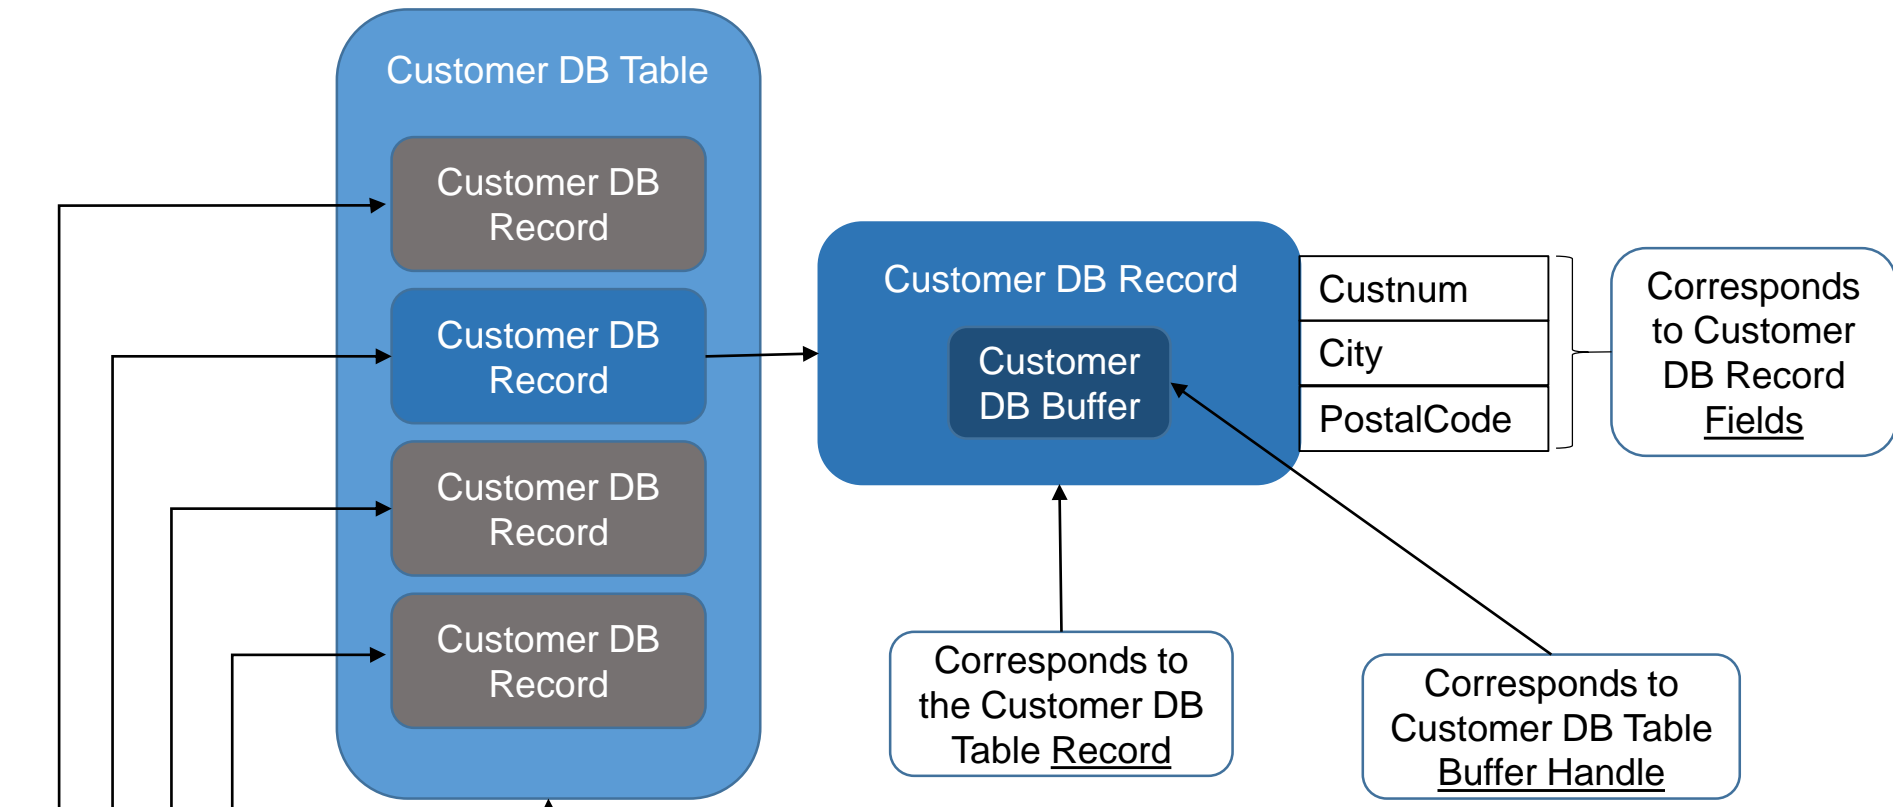 Customer DB Table
Customer DB
Record
Customer DB
Record
Customer DB
Record
Customer DB
Record
Customer DB Record
Customer
DB Buffer
Custnum
City
PostalCode
Corresponds
to Customer
DB Record
Fields
Corresponds to
the Customer DB
Table Record
Corresponds to
Customer DB Table
Buffer Handle